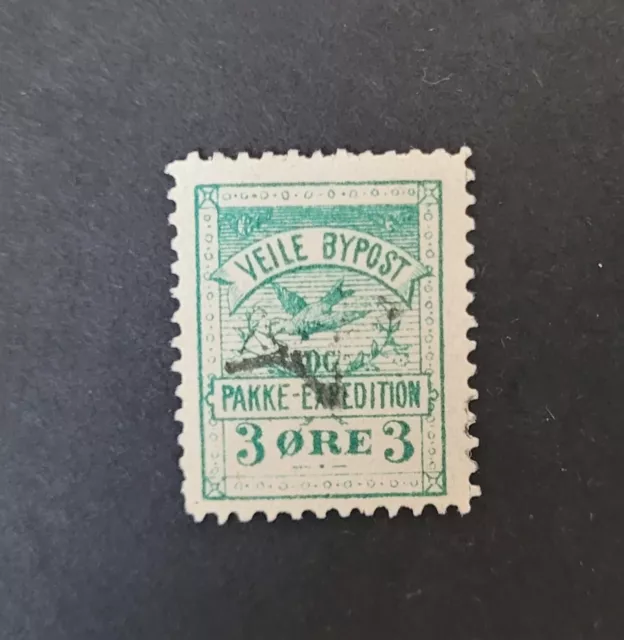 VEILE BYPOST
OG
PAKKE-EXPEDITION
3 ØRE 3